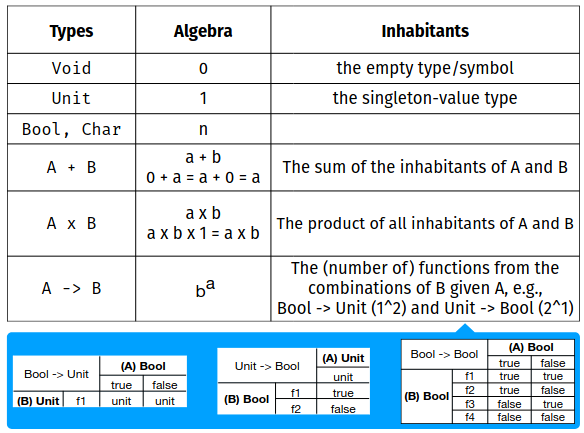 Types Algebra Inhabitants
Void 0 the empty type/symbol
Unit 1 the singleton-value type
Bool, Char n
A + B a + b The sum of the inhabitants of A and B
0 + a = a + 0 = a
A x B a x b The product of all inhabitants of A and B
a x b x 1 = a x b
A -> B bᵃ The (number of) functions from the
combinations of B given A, e.g.,
Bool -> Unit (1^2) and Unit -> Bool (2^1)
Bool -> Unit (A) Bool
true false
(B) Unit f1 unit unit
Unit -> Bool (A) Unit
unit
(B) Bool f1 true
f2 false
Bool -> Bool (A) Bool
true false
(B) Bool f1 true true
f2 true false
f3 false true
f4 false false